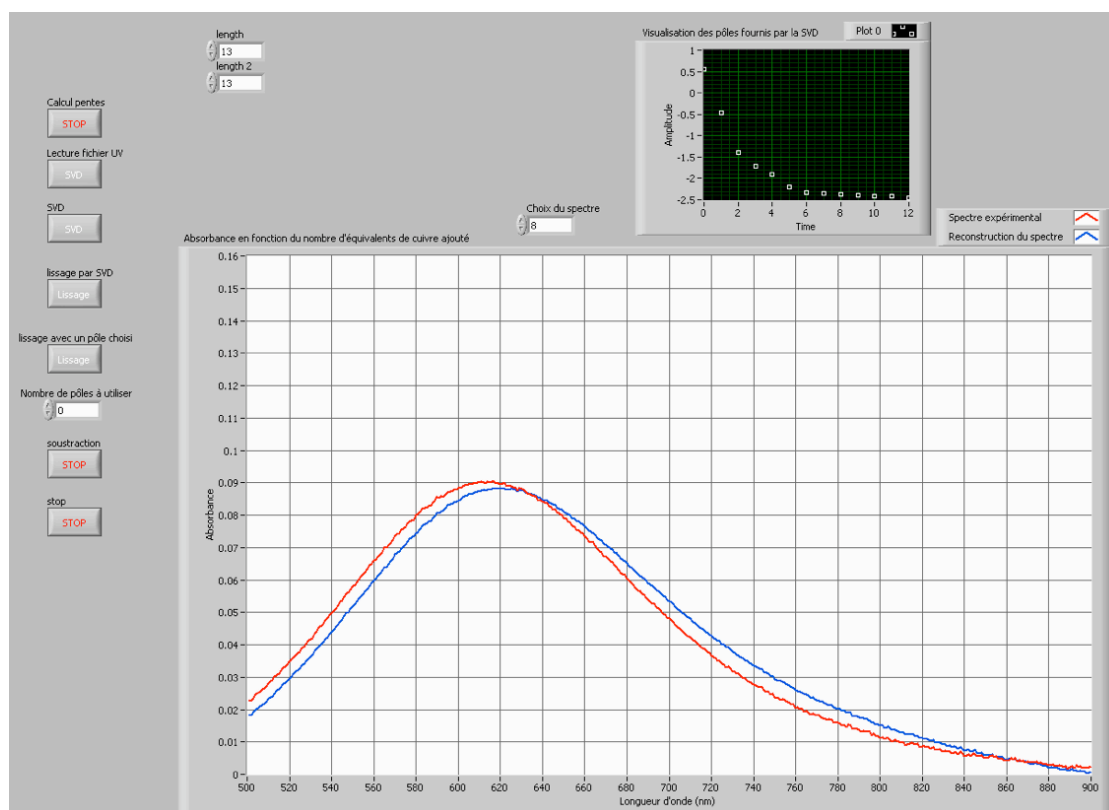 length
13
length 2
13
Calcul pentes
STOP
Lecture fichier UV
SVD
SVD
SVD
lissage par SVD
Lissage
lissage avec un pôle choisi
Lissage
Nombre de pôles à utiliser
0
soustraction
STOP
stop
STOP
Visualisation des pôles fournis par la SVD
Plot 0
Amplitude
1
0.5
0
-0.5
-1
-1.5
-2
-2.5
0 2 4 6 8 10 12
Time
Choix du spectre
8
Spectre expérimental
Reconstruction du spectre
Absorbance en fonction du nombre d'équivalents de cuivre ajouté
Absorbance
0.16
0.15
0.14
0.13
0.12
0.11
0.1
0.09
0.08
0.07
0.06
0.05
0.04
0.03
0.02
0.01
0
500 520 540 560 580 600 620 640 660 680 700 720 740 760 780 800 820 840 860 880 900
Longueur d'onde (nm)